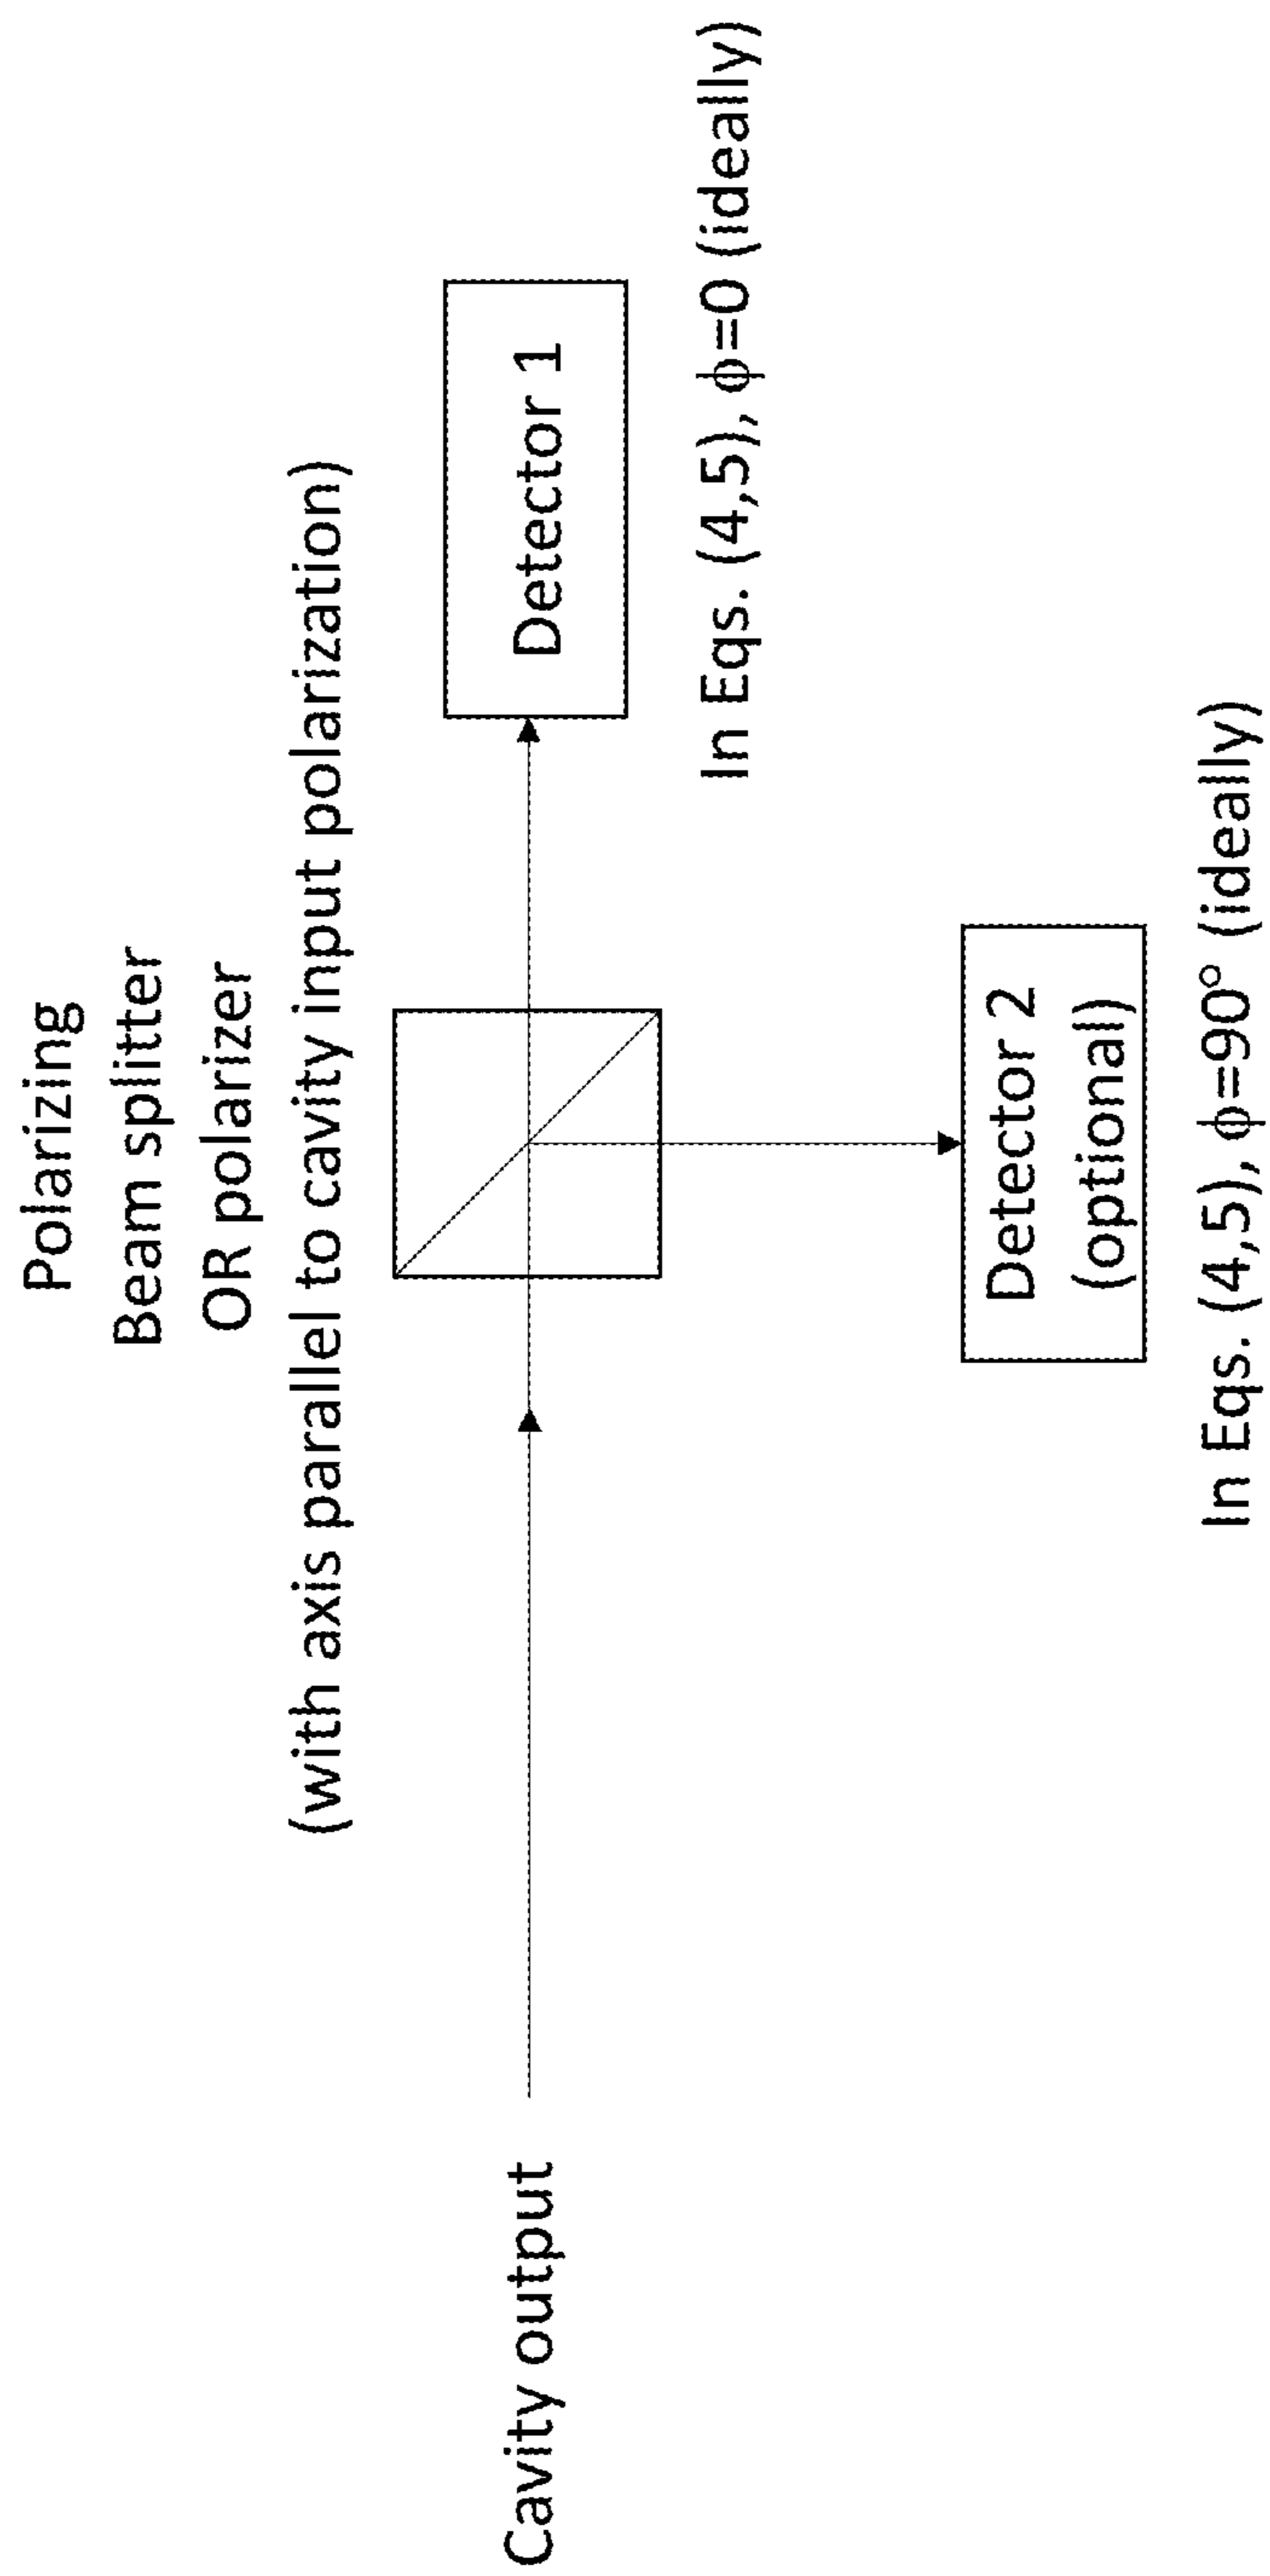 Polarizing
Beam splitter
OR polarizer
(with axis parallel to cavity input polarization)
Cavity output
Detector 1
In Eqs. (4,5), ϕ=0 (ideally)
Detector 2
(optional)
In Eqs. (4,5), ϕ=90° (ideally)